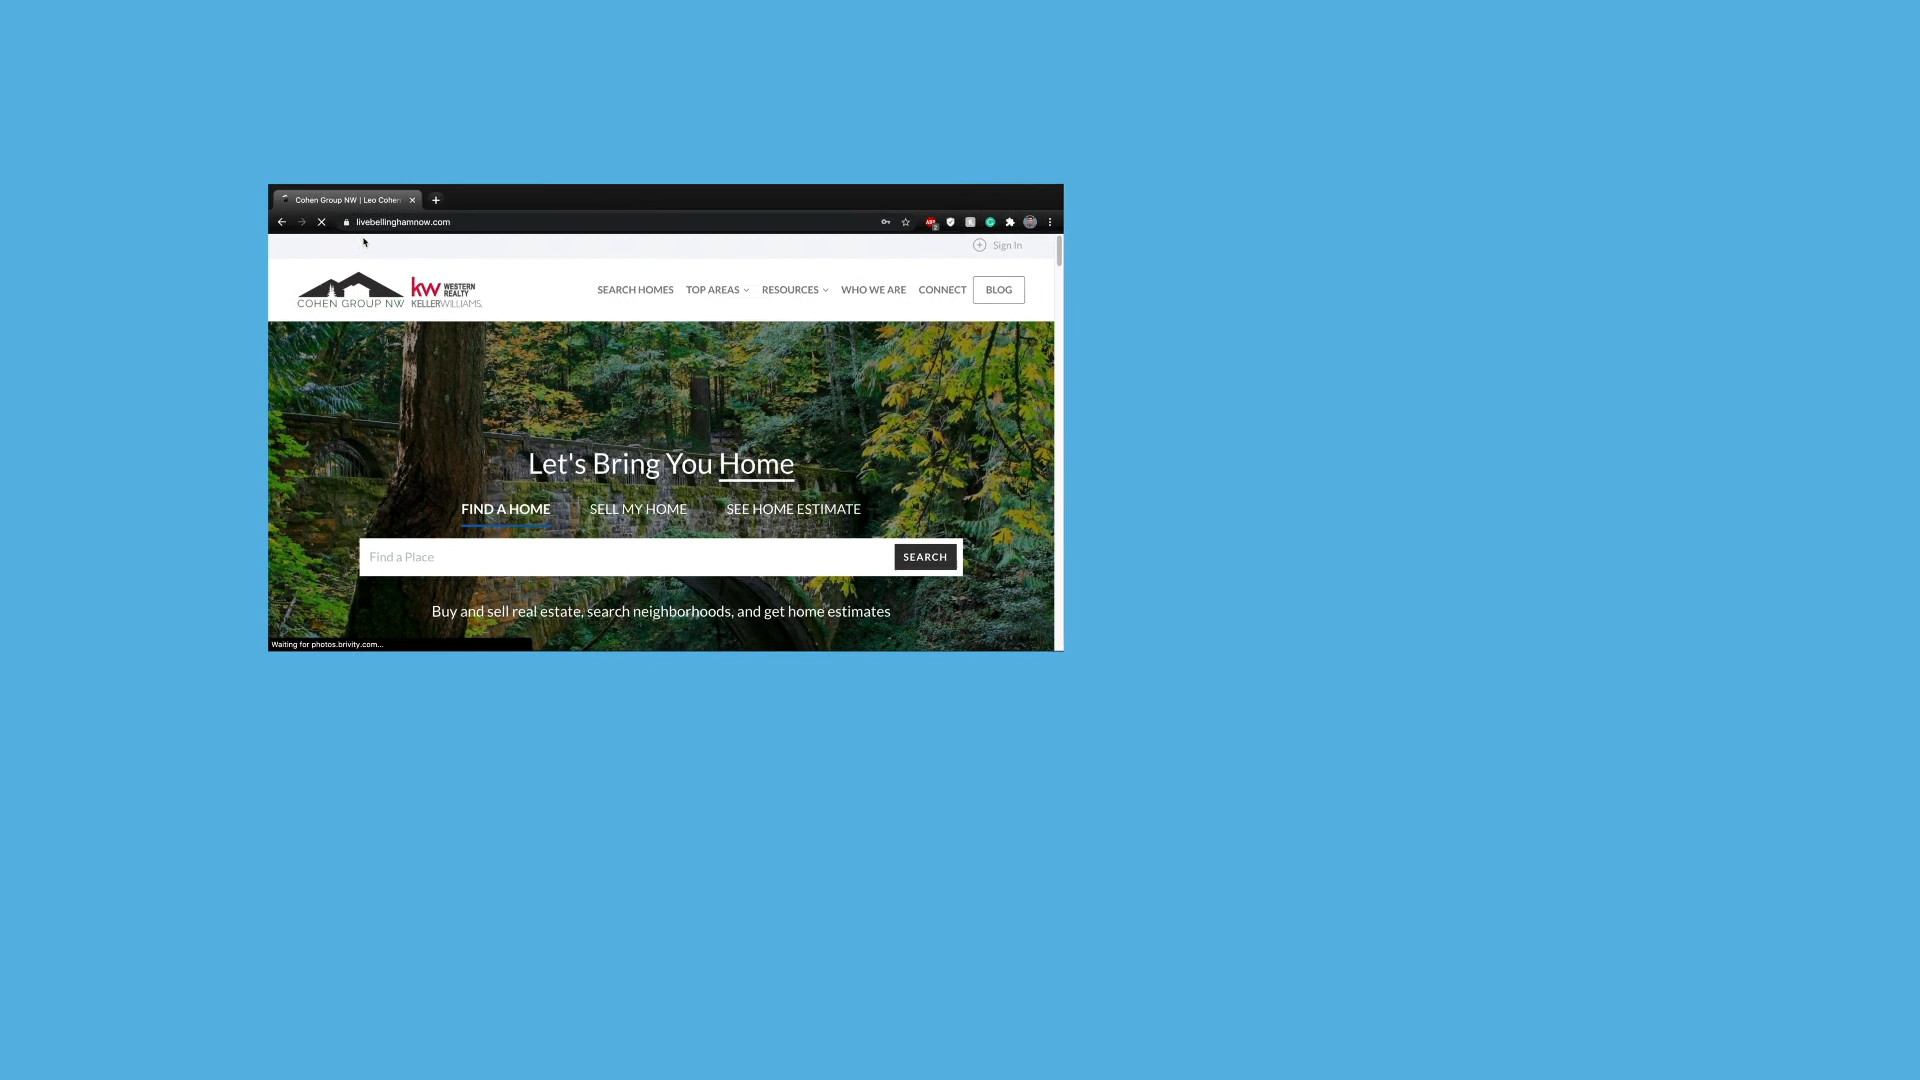 Cohen Group NW | Leo Cohen
livebellinghamnow.com
Sign In
COHEN GROUP NW
kw WESTERN REALTY
KELLERWILLIAMS.
SEARCH HOMES TOP AREAS RESOURCES WHO WE ARE CONNECT BLOG
Let's Bring You Home
FIND A HOME SELL MY HOME SEE HOME ESTIMATE
Find a Place SEARCH
Buy and sell real estate, search neighborhoods, and get home estimates
Waiting for photos.brivity.com...